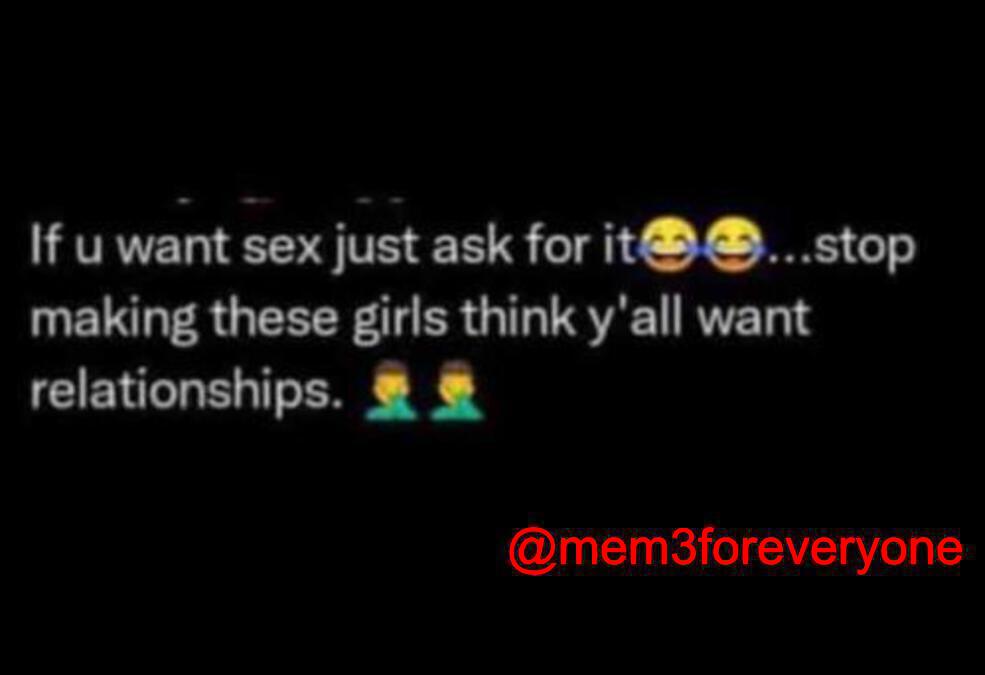 If u want sex just ask for it😂😂...stop
making these girls think y'all want
relationships. 🤦‍♂️🤦‍♂️
@mem3foreveryone